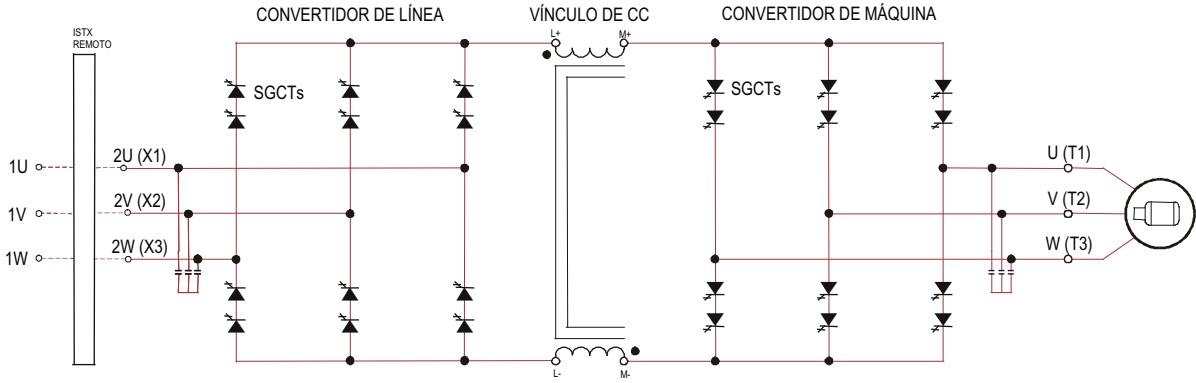 CONVERTIDOR DE LÍNEA
VÍNCULO DE CC
CONVERTIDOR DE MÁQUINA
ISTX
REMOTO
L+
M+
SGCTs
SGCTs
1U
2U (X1)
U (T1)
1V
2V (X2)
V (T2)
1W
2W (X3)
W (T3)
L-
M-